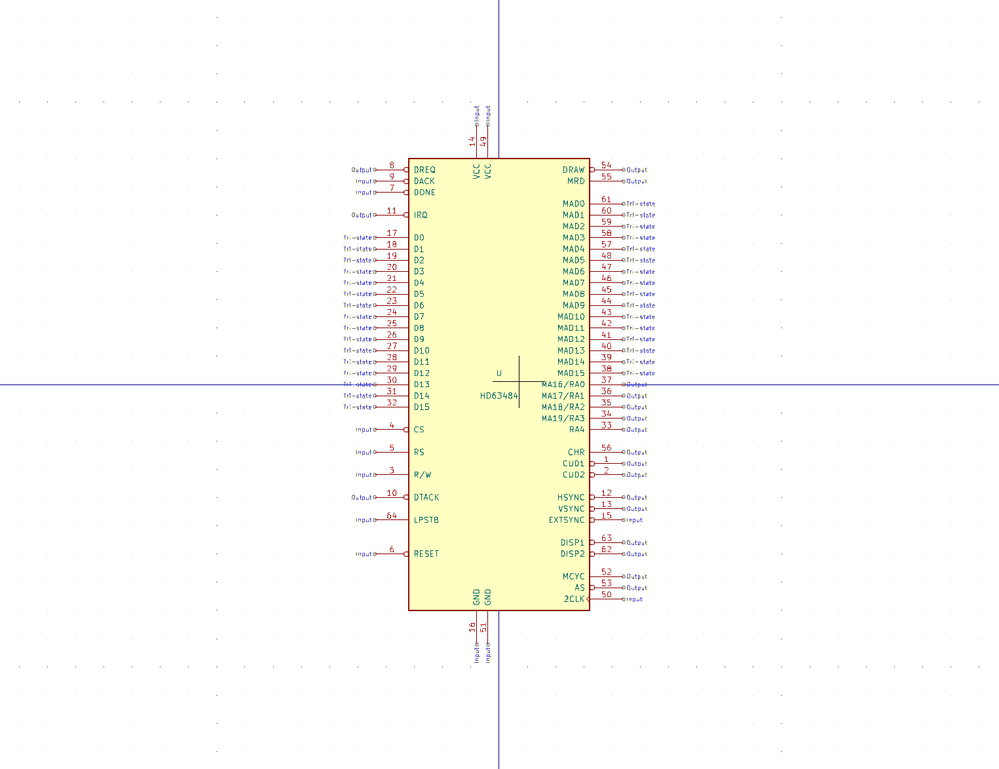 Input Input
14 49
VCC VCC
Output 8 DREQ DRAW 54 Output
Input 9 DACK MRD 55 Output
Input 7 DONE
MAD0 61 Tri-state
Output 11 IRQ MAD1 60 Tri-state
MAD2 59 Tri-state
Tri-state 17 D0 MAD3 58 Tri-state
Tri-state 18 D1 MAD4 57 Tri-state
Tri-state 19 D2 MAD5 48 Tri-state
Tri-state 20 D3 MAD6 47 Tri-state
Tri-state 21 D4 MAD7 46 Tri-state
Tri-state 22 D5 MAD8 45 Tri-state
Tri-state 23 D6 MAD9 44 Tri-state
Tri-state 24 D7 MAD10 43 Tri-state
Tri-state 25 D8 MAD11 42 Tri-state
Tri-state 26 D9 MAD12 41 Tri-state
Tri-state 27 D10 MAD13 40 Tri-state
Tri-state 28 D11 MAD14 39 Tri-state
Tri-state 29 D12 U MAD15 38 Tri-state
Tri-state 30 D13 MA16/RA0 37 Output
Tri-state 31 D14 HD63484 MA17/RA1 36 Output
Tri-state 32 D15 MA18/RA2 35 Output
MA19/RA3 34 Output
Input 4 CS RA4 33 Output
Input 5 RS CHR 56 Output
CUD1 1 Output
Input 3 R/W CUD2 2 Output
Output 10 DTACK HSYNC 12 Output
VSYNC 13 Output
Input 64 LPSTB EXTSYNC 15 Input
DISP1 63 Output
Input 6 RESET DISP2 62 Output
MCYC 52 Output
AS 53 Output
2CLK 50 Input
GND GND
16 51
Input Input